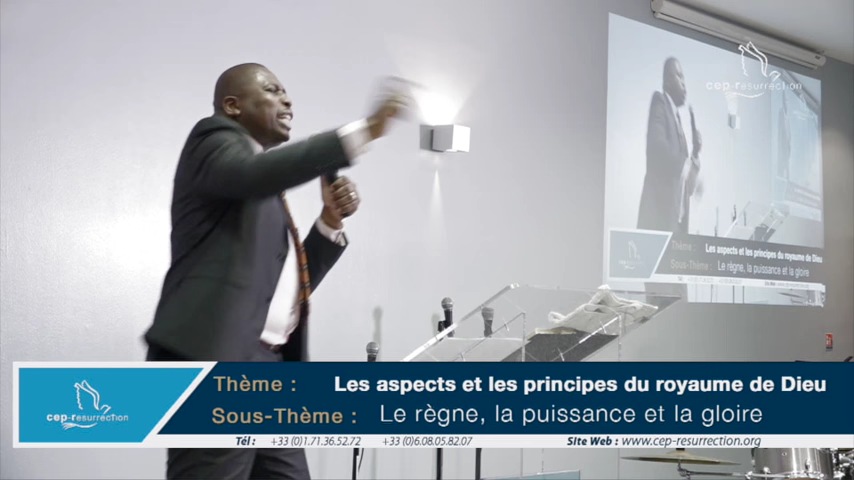 cep-resurrection
Thème :
Les aspects et les principes du royaume de Dieu
Sous-Thème :
Le règne, la puissance et la gloire
cep-resurrection
Thème : Les aspects et les principes du royaume de Dieu
Sous-Thème : Le règne, la puissance et la gloire
Tél : +33 (0)1.71.36.52.72 +33 (0)6.08.05.82.07 Site Web : www.cep-resurrection.org